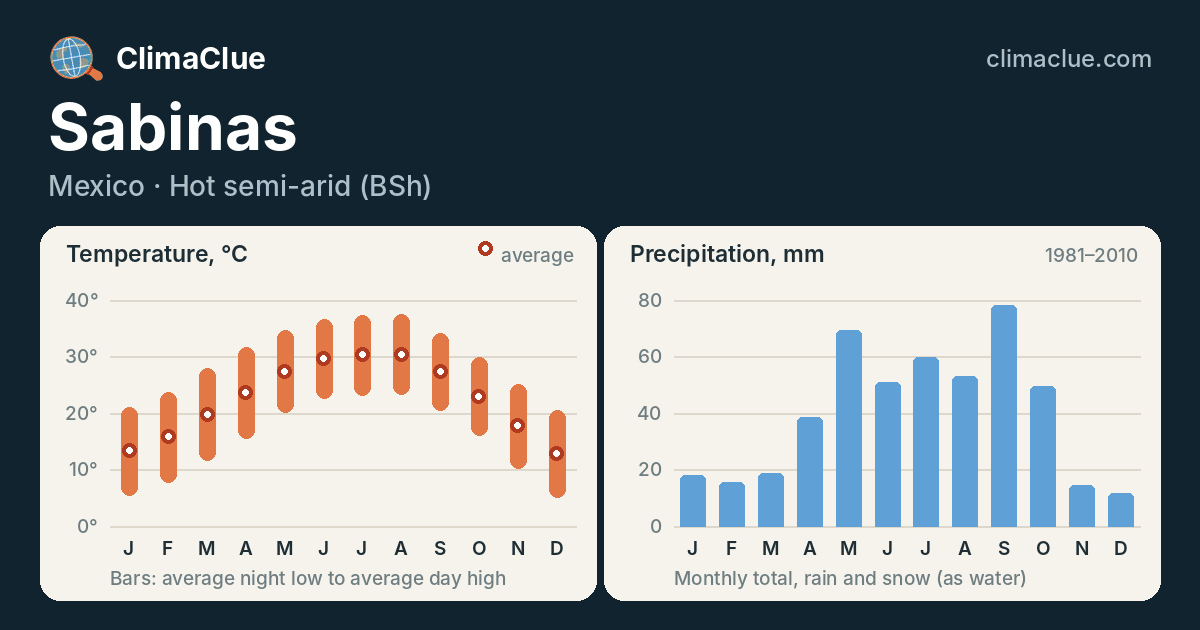 ClimaClue
climaclue.com
Sabinas
Mexico · Hot semi-arid (BSh)
Temperature, °C
average
40°
30°
20°
10°
0°
J F M A M J J A S O N D
Bars: average night low to average day high
Precipitation, mm
1981–2010
80
60
40
20
0
J F M A M J J A S O N D
Monthly total, rain and snow (as water)